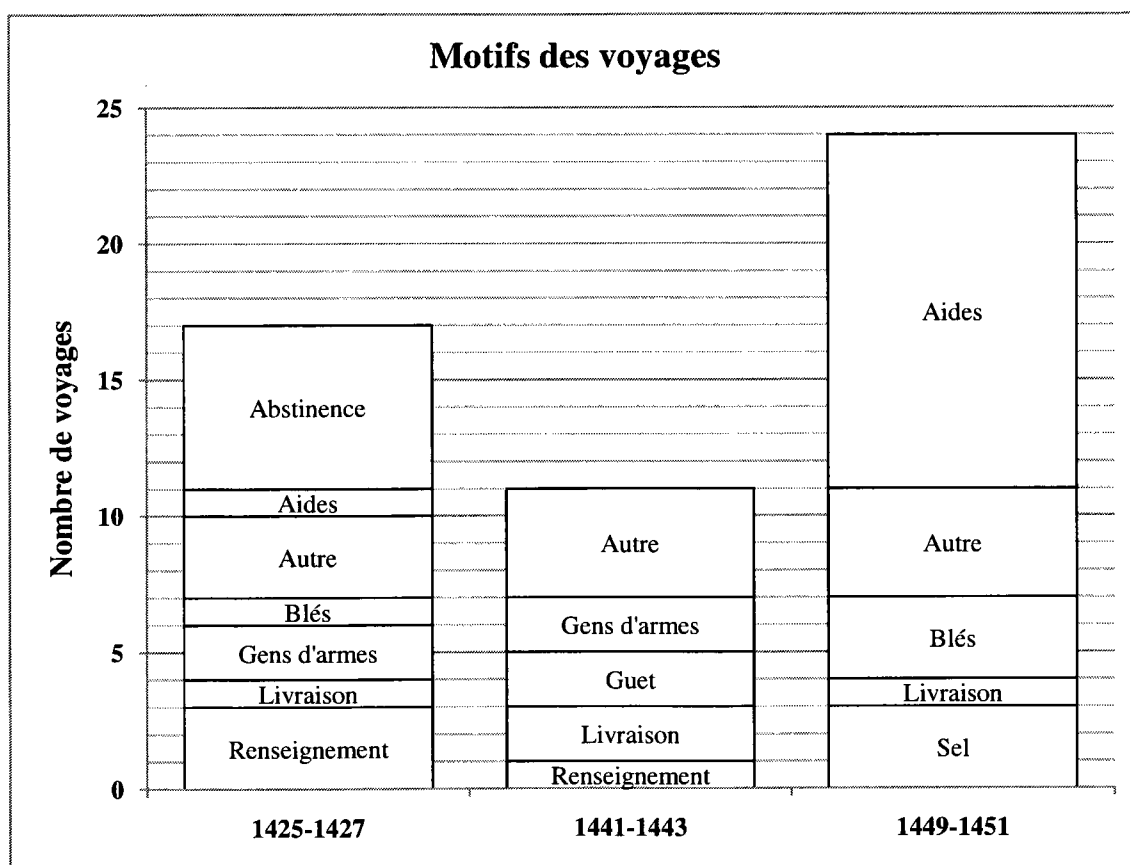 Motifs des voyages
Nombre de voyages
25
20
15
10
5
0
Abstinence
Aides
Autre
Blés
Gens d'armes
Livraison
Renseignement
Autre
Gens d'armes
Guet
Livraison
Renseignement
Aides
Autre
Blés
Livraison
Sel
1425-1427
1441-1443
1449-1451